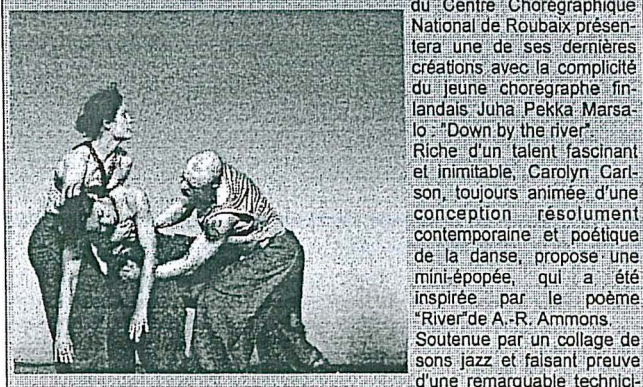 du Centre Chorégraphique
National de Roubaix présen-
tera une de ses dernières
créations avec la complicité
du jeune chorégraphe fin-
landais Juha Pekka Marsa-
lo : "Down by the river".
Riche d'un talent fascinant
et inimitable, Carolyn Carl-
son, toujours animée d'une
conception résolument
contemporaine et poétique
de la danse, propose une
mini-épopée, qui a été
inspirée par le poème
"River"de A.-R. Ammons.
Soutenue par un collage de
sons jazz et faisant preuve
d'une remarquable techni-